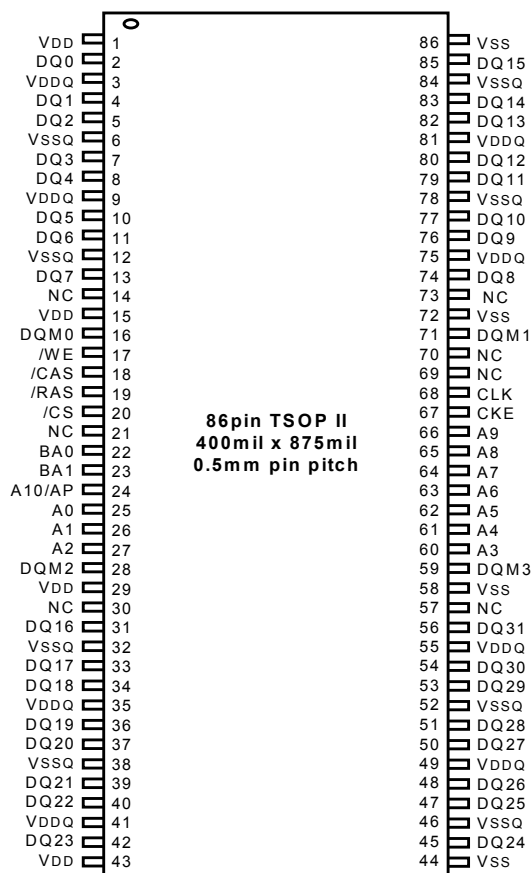 VDD 1 86 VSS
DQ0 2 85 DQ15
VDDQ 3 84 VSSQ
DQ1 4 83 DQ14
DQ2 5 82 DQ13
VSSQ 6 81 VDDQ
DQ3 7 80 DQ12
DQ4 8 79 DQ11
VDDQ 9 78 VSSQ
DQ5 10 77 DQ10
DQ6 11 76 DQ9
VSSQ 12 75 VDDQ
DQ7 13 74 DQ8
NC 14 73 NC
VDD 15 72 VSS
DQM0 16 71 DQM1
/WE 17 70 NC
/CAS 18 69 NC
/RAS 19 68 CLK
/CS 20 67 CKE
NC 21 66 A9
BA0 22 65 A8
BA1 23 64 A7
A10/AP 24 63 A6
A0 25 62 A5
A1 26 61 A4
A2 27 60 A3
DQM2 28 59 DQM3
VDD 29 58 VSS
NC 30 57 NC
DQ16 31 56 DQ31
VSSQ 32 55 VDDQ
DQ17 33 54 DQ30
DQ18 34 53 DQ29
VDDQ 35 52 VSSQ
DQ19 36 51 DQ28
DQ20 37 50 DQ27
VSSQ 38 49 VDDQ
DQ21 39 48 DQ26
DQ22 40 47 DQ25
VDDQ 41 46 VSSQ
DQ23 42 45 DQ24
VDD 43 44 VSS
86pin TSOP II
400mil x 875mil
0.5mm pin pitch